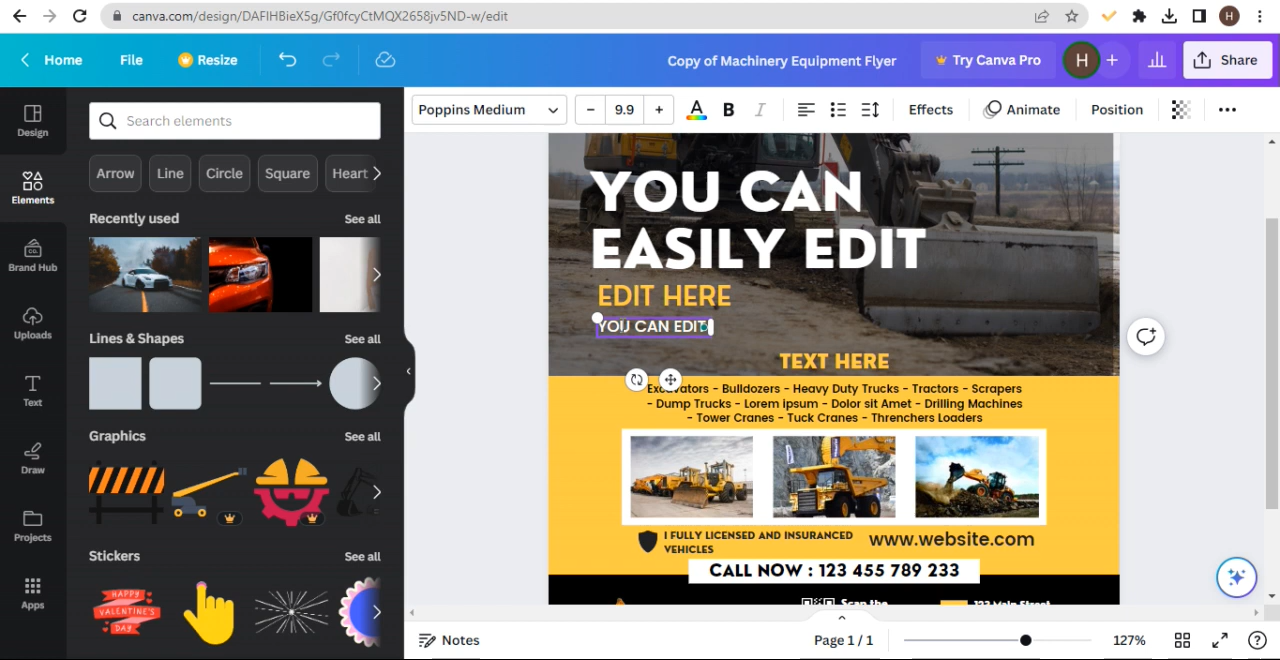 canva.com/design/DAFIHBieX5g/Gf0fcyCtMQX2658jv5ND-w/edit
H
Home
File
Resize
Copy of Machinery Equipment Flyer
Try Canva Pro
H
Share
Design
Elements
Brand Hub
Uploads
Text
Draw
Projects
Apps
Search elements
Arrow
Line
Circle
Square
Heart
Recently used
See all
Lines & Shapes
See all
Graphics
See all
Stickers
See all
HAPPY
VALENTINE'S
DAY
Poppins Medium
– 9.9 +
A
B
I
Effects
Animate
Position
YOU CAN
EASILY EDIT
EDIT HERE
YOU CAN EDIT
TEXT HERE
Excavators - Bulldozers - Heavy Duty Trucks - Tractors - Scrapers
- Dump Trucks - Lorem ipsum - Dolor sit Amet - Drilling Machines
- Tower Cranes - Tuck Cranes - Threnchers Loaders
I FULLY LICENSED AND INSURANCED
VEHICLES
www.website.com
CALL NOW : 123 455 789 233
Scan the
123 Main Street
Notes
Page 1 / 1
127%